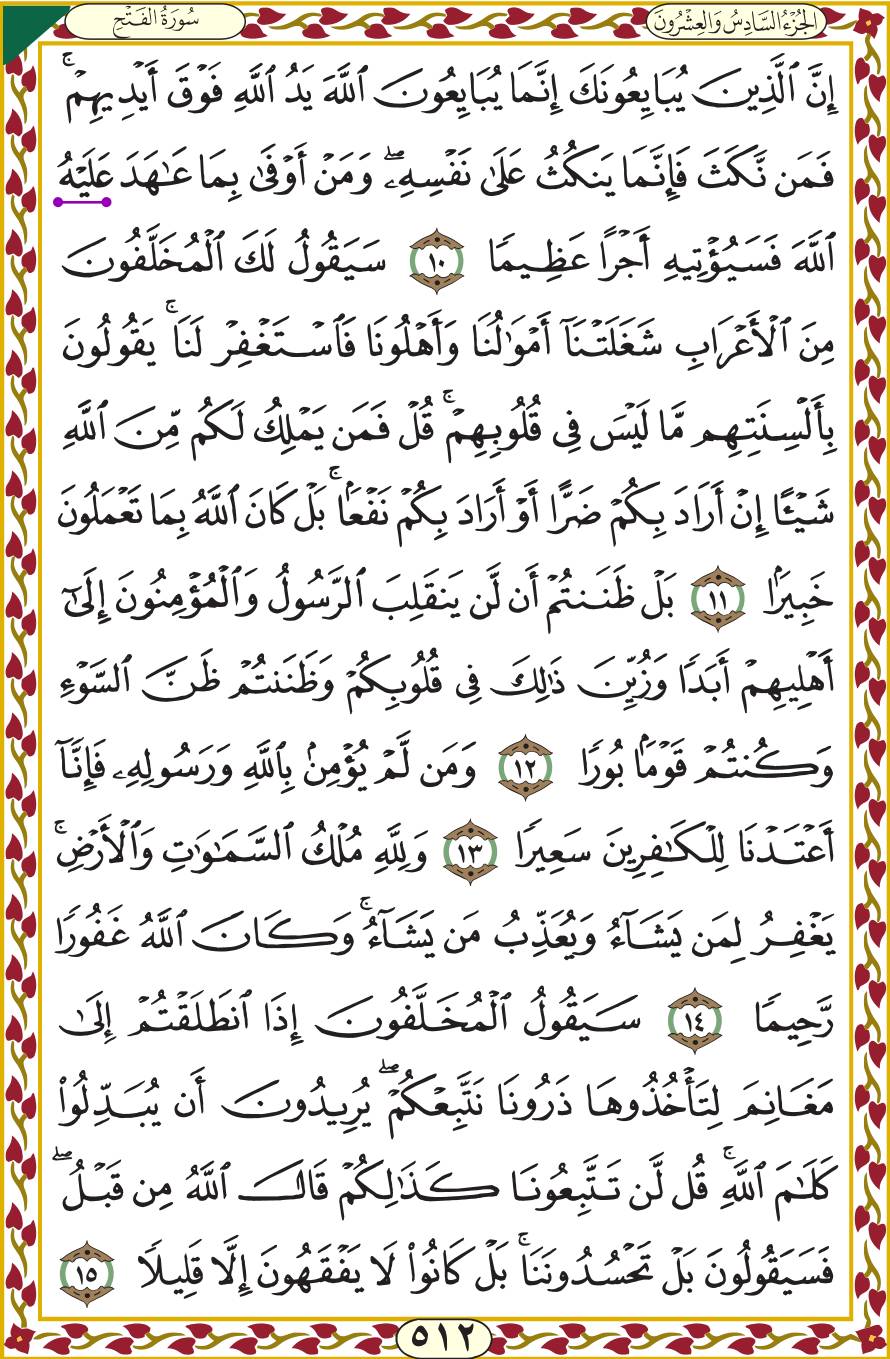 سُورَةُ الفَتْحِ
الجُزْءُ السَّادِسُ وَالعِشْرُونَ
إِنَّ ٱلَّذِينَ يُبَايِعُونَكَ إِنَّمَا يُبَايِعُونَ ٱللَّهَ يَدُ ٱللَّهِ فَوْقَ أَيْدِيهِمْۚ
فَمَن نَّكَثَ فَإِنَّمَا يَنكُثُ عَلَىٰ نَفْسِهِۦۖ وَمَنْ أَوْفَىٰ بِمَا عَٰهَدَ عَلَيْهُ
ٱللَّهَ فَسَيُؤْتِيهِ أَجْرًا عَظِيمًا ١٠ سَيَقُولُ لَكَ ٱلْمُخَلَّفُونَ
مِنَ ٱلْأَعْرَابِ شَغَلَتْنَآ أَمْوَٰلُنَا وَأَهْلُونَا فَٱسْتَغْفِرْ لَنَاۚ يَقُولُونَ
بِأَلْسِنَتِهِم مَّا لَيْسَ فِى قُلُوبِهِمْۚ قُلْ فَمَن يَمْلِكُ لَكُم مِّنَ ٱللَّهِ
شَيْـًٔا إِنْ أَرَادَ بِكُمْ ضَرًّا أَوْ أَرَادَ بِكُمْ نَفْعَۢاۚ بَلْ كَانَ ٱللَّهُ بِمَا تَعْمَلُونَ
خَبِيرَۢا ١١ بَلْ ظَنَنتُمْ أَن لَّن يَنقَلِبَ ٱلرَّسُولُ وَٱلْمُؤْمِنُونَ إِلَىٰٓ
أَهْلِيهِمْ أَبَدًا وَزُيِّنَ ذَٰلِكَ فِى قُلُوبِكُمْ وَظَنَنتُمْ ظَنَّ ٱلسَّوْءِ
وَكُنتُمْ قَوْمَۢا بُورًا ١٢ وَمَن لَّمْ يُؤْمِنۢ بِٱللَّهِ وَرَسُولِهِۦ فَإِنَّآ
أَعْتَدْنَا لِلْكَٰفِرِينَ سَعِيرًا ١٣ وَلِلَّهِ مُلْكُ ٱلسَّمَٰوَٰتِ وَٱلْأَرْضِۚ
يَغْفِرُ لِمَن يَشَآءُ وَيُعَذِّبُ مَن يَشَآءُۚ وَكَانَ ٱللَّهُ غَفُورًا
رَّحِيمًا ١٤ سَيَقُولُ ٱلْمُخَلَّفُونَ إِذَا ٱنطَلَقْتُمْ إِلَىٰ
مَغَانِمَ لِتَأْخُذُوهَا ذَرُونَا نَتَّبِعْكُمْۖ يُرِيدُونَ أَن يُبَدِّلُوا۟
كَلَٰمَ ٱللَّهِۚ قُل لَّن تَتَّبِعُونَا كَذَٰلِكُمْ قَالَ ٱللَّهُ مِن قَبْلُۖ
فَسَيَقُولُونَ بَلْ تَحْسُدُونَنَاۚ بَلْ كَانُوا۟ لَا يَفْقَهُونَ إِلَّا قَلِيلًا ١٥
٥١٢